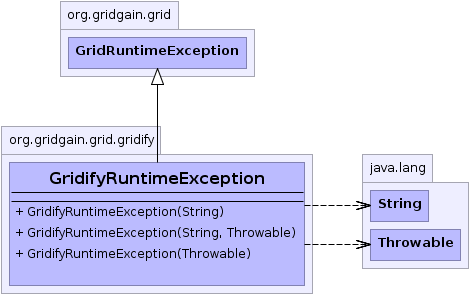 org.gridgain.grid
GridRuntimeException
org.gridgain.grid.gridify
GridifyRuntimeException
+ GridifyRuntimeException(String)
+ GridifyRuntimeException(String, Throwable)
+ GridifyRuntimeException(Throwable)
java.lang
String
Throwable